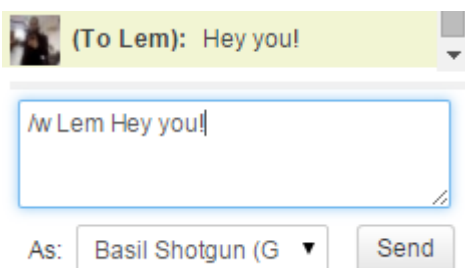 (To Lem): Hey you!
/w Lem Hey you!
As: Basil Shotgun (G Send